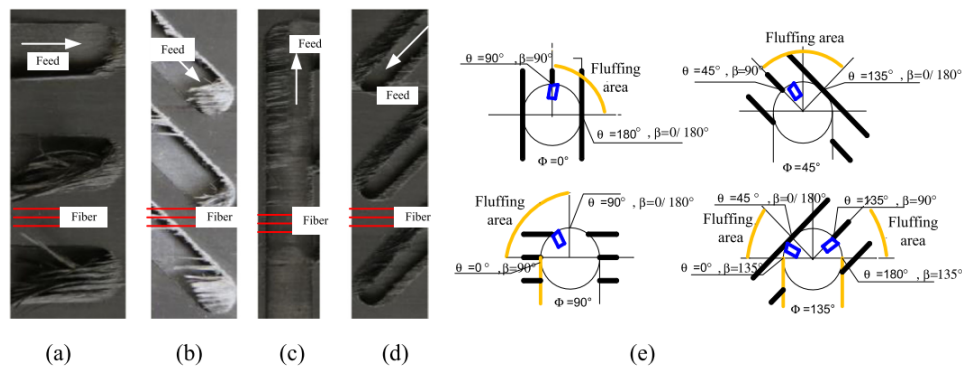 Feed
Feed
Feed
Feed
Fiber
Fiber
Fiber
Fiber
(a)
(b)
(c)
(d)
θ=90°, β=90°
Fluffing
area
θ =180°, β=0/ 180°
Φ=0°
Fluffing area
θ =45°, β=90°
θ =135°, β=0/ 180°
Φ=45°
Fluffing
area
θ =90°, β=0/ 180°
θ =0° , β=90°
Φ=90°
θ =45° , β=0/ 180°
θ =135° , β=90°
Fluffing
area
Fluffing
area
θ =0° , β=135°
θ =180°, β=135°
Φ=135°
(e)